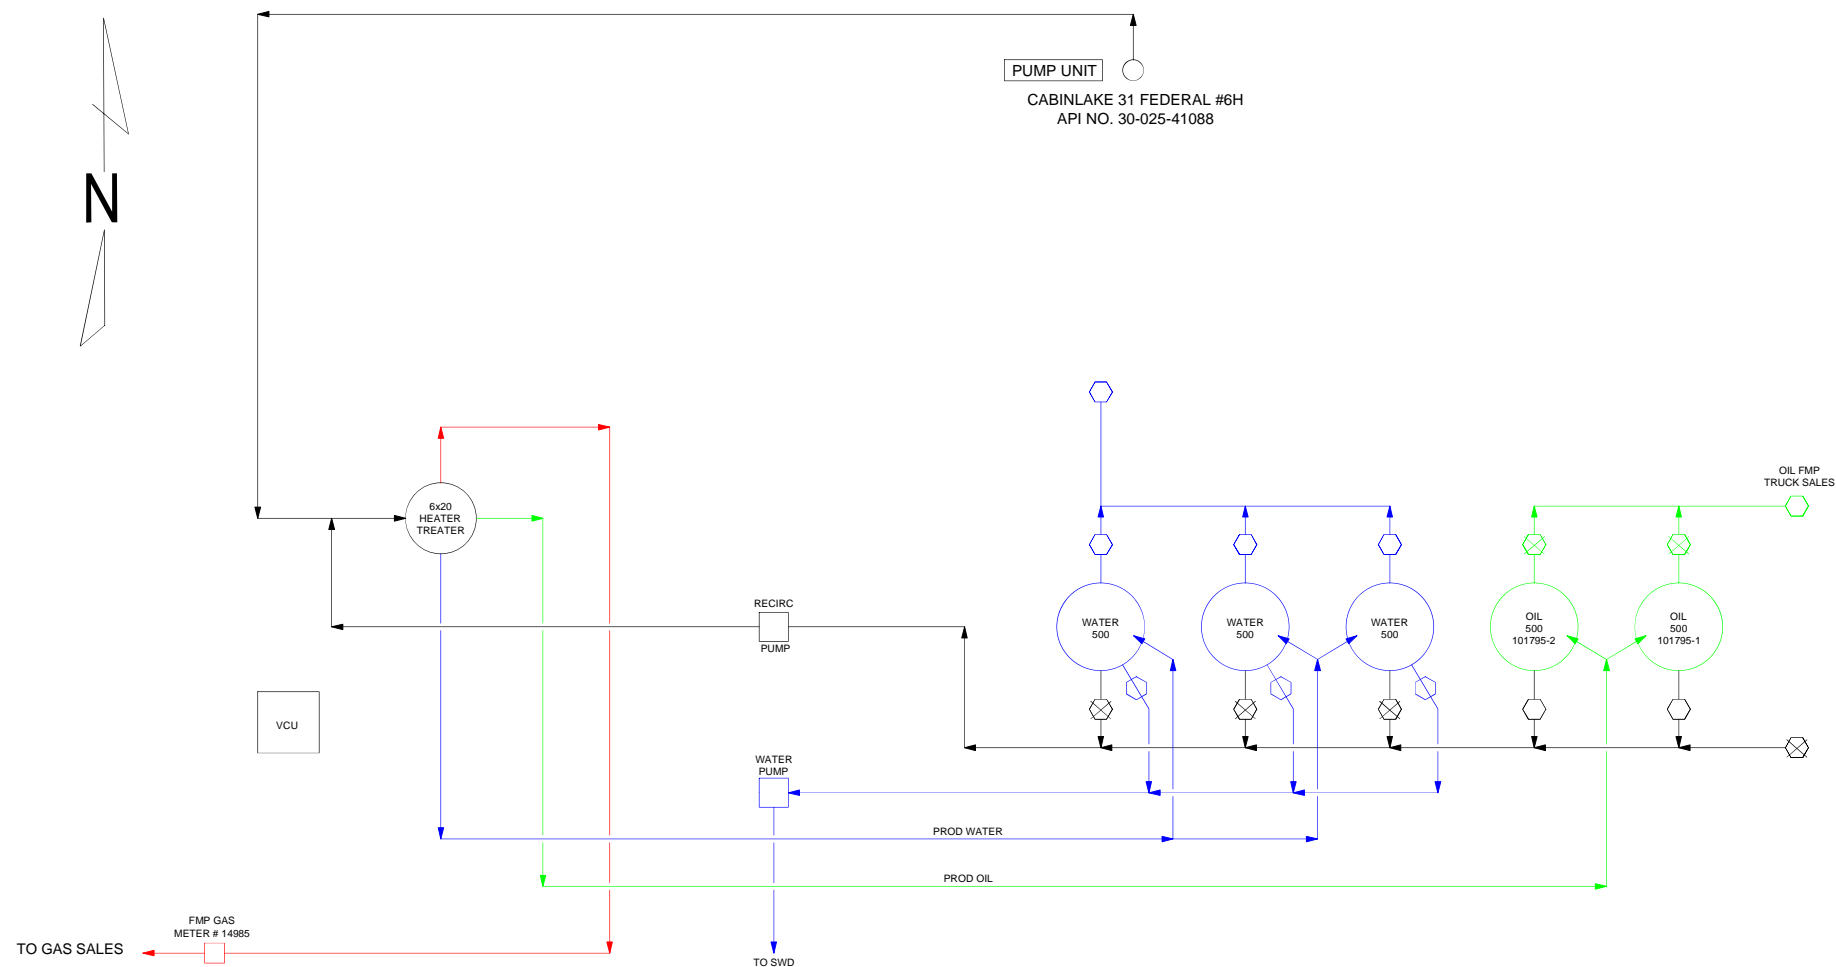 PUMP UNIT
CABINLAKE 31 FEDERAL #6H
API NO. 30-025-41088
N
OIL FMP
TRUCK SALES
6x20
HEATER
TREATER
RECIRC
PUMP
WATER
500
WATER
500
WATER
500
OIL
500
101795-2
OIL
500
101795-1
VCU
WATER
PUMP
PROD WATER
PROD OIL
FMP GAS
METER # 14985
TO GAS SALES
TO SWD